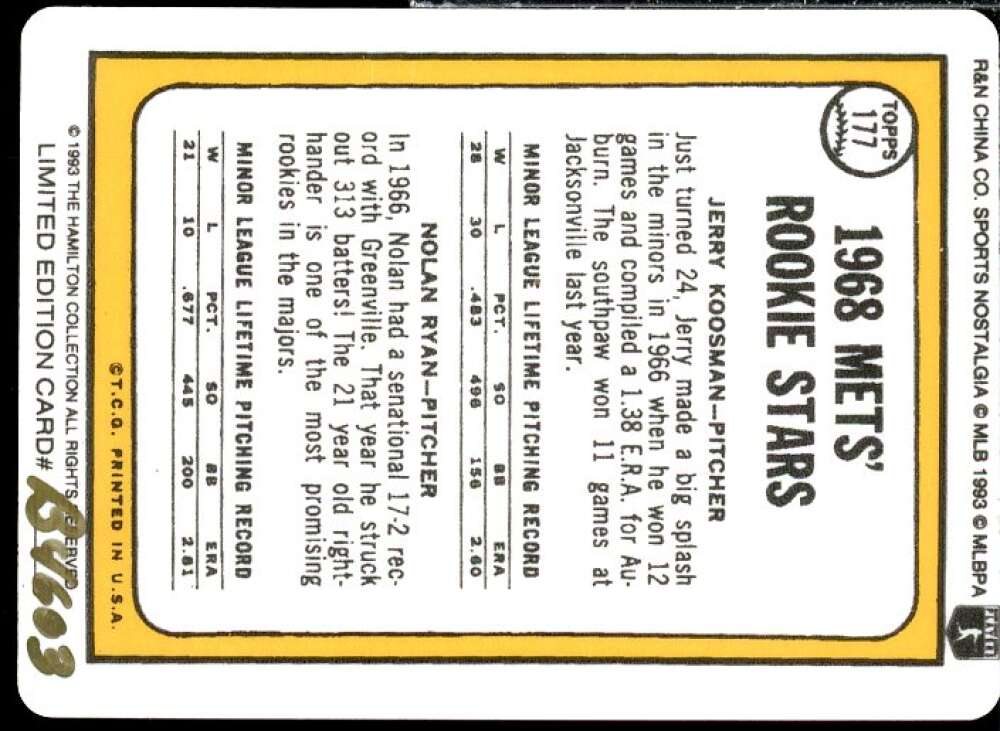 R&N CHINA CO. SPORTS NOSTALGIA © MLB 1993 © MLBPA
TOPPS
177
1968 METS'
ROOKIE STARS
JERRY KOOSMAN—PITCHER
Just turned 24, Jerry made a big splash
in the minors in 1966 when he won 12
games and compiled a 1.38 E.R.A. for Au-
burn. The southpaw won 11 games at
Jacksonville last year.
MINOR LEAGUE LIFETIME PITCHING RECORD
W L PCT. SO BB ERA
28 30 .483 496 156 2.60
NOLAN RYAN—PITCHER
In 1966, Nolan had a senational 17-2 rec-
ord with Greenville. That year he struck
out 313 batters! The 21 year old right-
hander is one of the most promising
rookies in the majors.
MINOR LEAGUE LIFETIME PITCHING RECORD
W L PCT. SO BB ERA
21 10 .677 445 200 2.81
©T.C.G. PRINTED IN U.S.A.
© 1993 THE HAMILTON COLLECTION ALL RIGHTS RESERVED
LIMITED EDITION CARD#